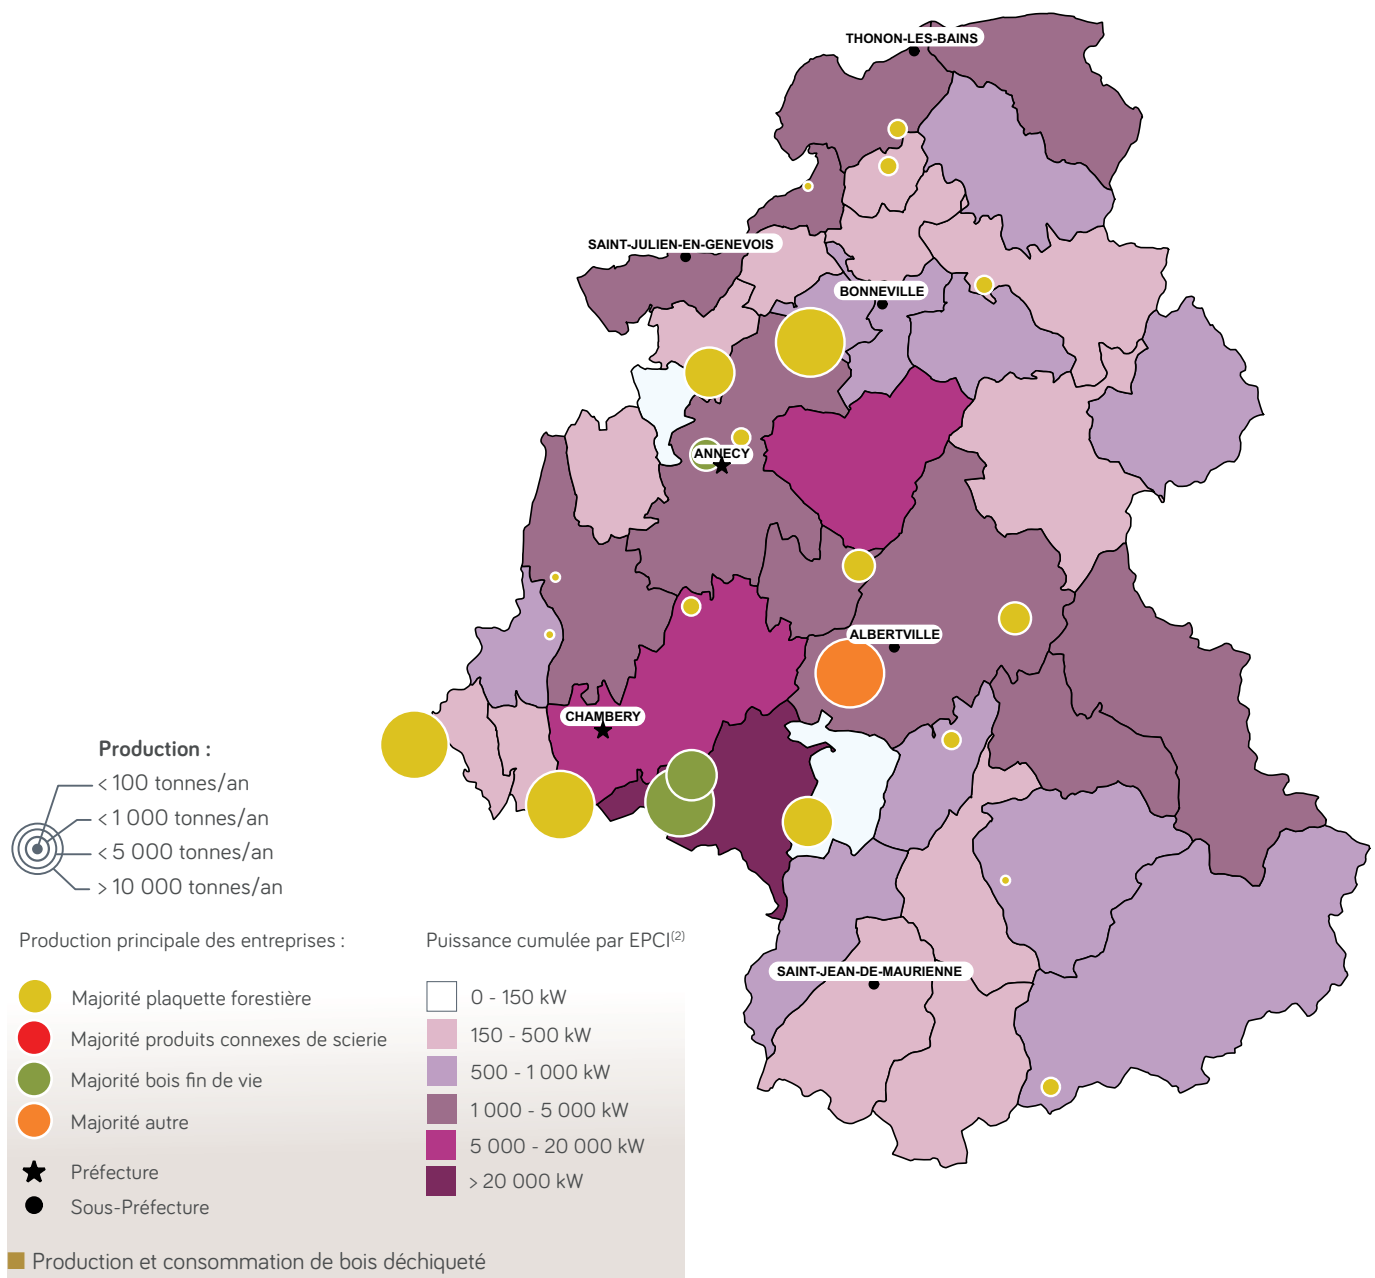 THONON-LES-BAINS
SAINT-JULIEN-EN-GENEVOIS
BONNEVILLE
ANNECY
ALBERTVILLE
CHAMBERY
SAINT-JEAN-DE-MAURIENNE
Production :
< 100 tonnes/an
< 1 000 tonnes/an
< 5 000 tonnes/an
> 10 000 tonnes/an
Production principale des entreprises :
Majorité plaquette forestière
Majorité produits connexes de scierie
Majorité bois fin de vie
Majorité autre
Préfecture
Sous-Préfecture
Puissance cumulée par EPCI(2)
0 - 150 kW
150 - 500 kW
500 - 1 000 kW
1 000 - 5 000 kW
5 000 - 20 000 kW
> 20 000 kW
Production et consommation de bois déchiqueté